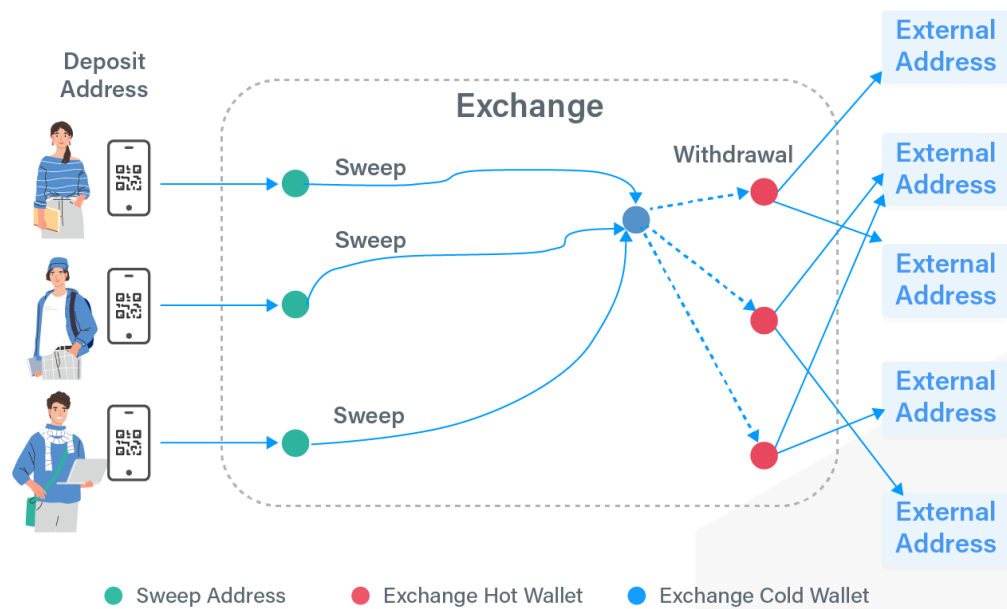 Deposit
Address
Exchange
Sweep
Sweep
Sweep
Withdrawal
External
Address
External
Address
External
Address
External
Address
External
Address
Sweep Address
Exchange Hot Wallet
Exchange Cold Wallet